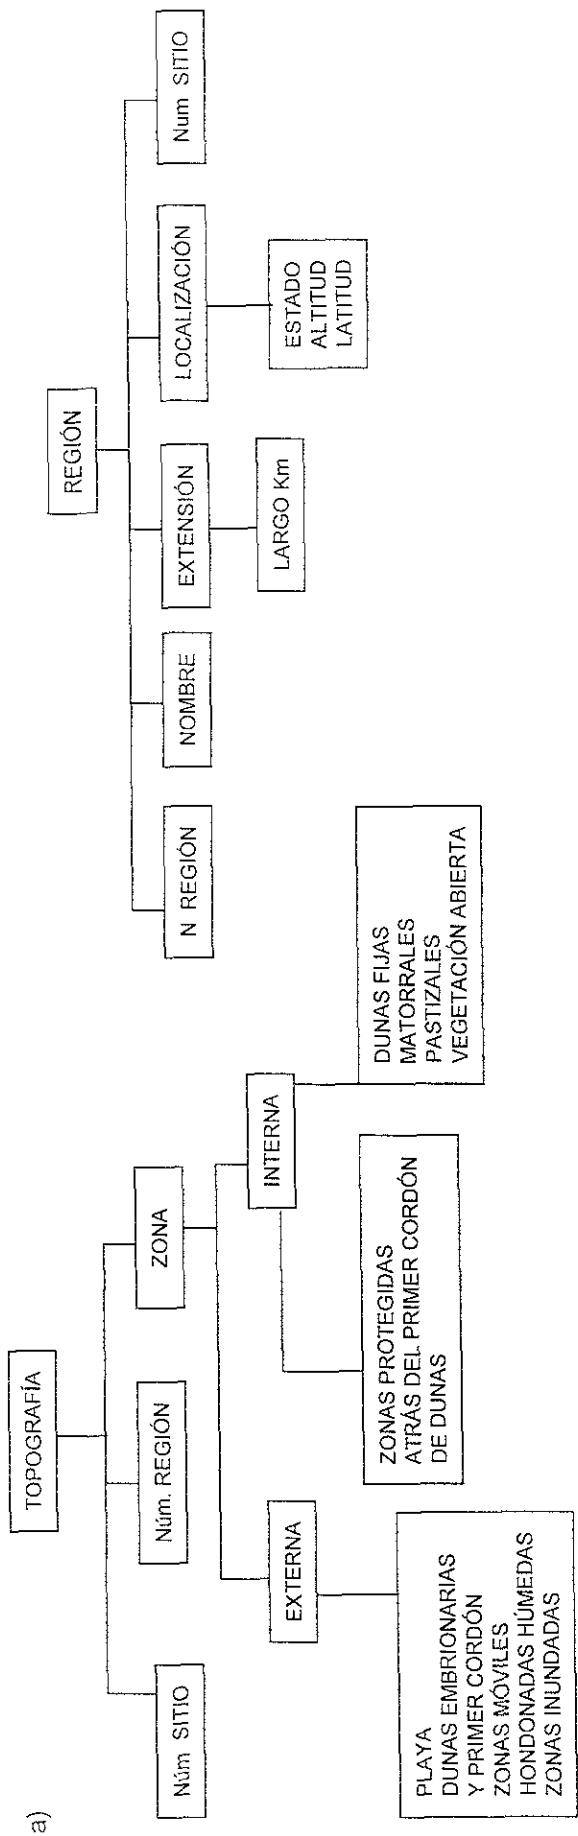 a)
TOPOGRAFÍA
Núm SITIO
Núm. REGIÓN
ZONA
EXTERNA
INTERNA
PLAYA
DUNAS EMBRIONARIAS
Y PRIMER CORDÓN
ZONAS MÓVILES
HONDONADAS HÚMEDAS
ZONAS INUNDADAS
ZONAS PROTEGIDAS
ATRÁS DEL PRIMER CORDÓN
DE DUNAS
DUNAS FIJAS
MATORRALES
PASTIZALES
VEGETACIÓN ABIERTA
REGIÓN
N REGIÓN
NOMBRE
EXTENSIÓN
LOCALIZACIÓN
Num SITIO
LARGO Km
ESTADO
ALTITUD
LATITUD